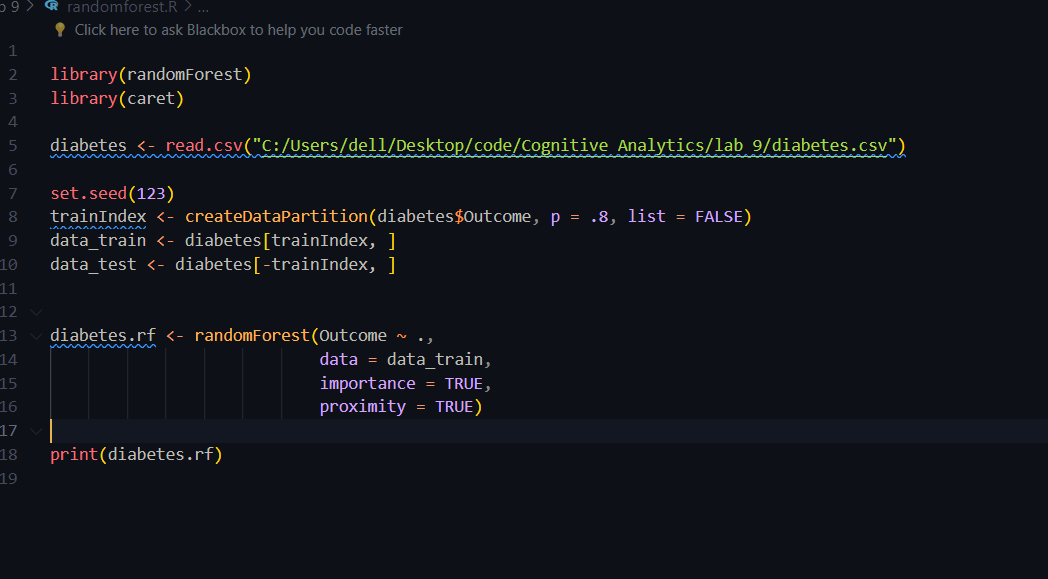 9 > randomforest.R > ...
Click here to ask Blackbox to help you code faster
1
2 library(randomForest)
3 library(caret)
4
5 diabetes <- read.csv("C:/Users/dell/Desktop/code/Cognitive Analytics/lab 9/diabetes.csv")
6
7 set.seed(123)
8 trainIndex <- createDataPartition(diabetes$Outcome, p = .8, list = FALSE)
9 data_train <- diabetes[trainIndex, ]
10 data_test <- diabetes[-trainIndex, ]
11
12
13 diabetes.rf <- randomForest(Outcome ~ .,
14 data = data_train,
15 importance = TRUE,
16 proximity = TRUE)
17
18 print(diabetes.rf)
19